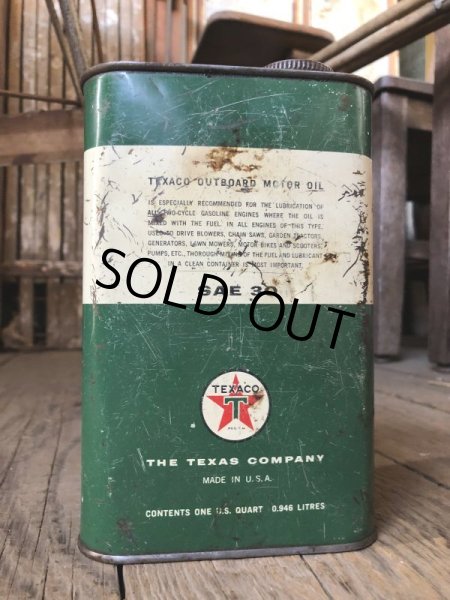 TEXACO OUTBOARD MOTOR OIL
IS ESPECIALLY RECOMMENDED FOR THE LUBRICATION OF
ALL TWO-CYCLE GASOLINE ENGINES WHERE THE OIL IS
MIXED WITH THE FUEL. IN ALL ENGINES OF THIS TYPE,
USED TO DRIVE BLOWERS, CHAIN SAWS, GARDEN TRACTORS,
GENERATORS, LAWN MOWERS, MOTOR BIKES AND SCOOTERS,
PUMPS, ETC., THOROUGH MIXING OF THE FUEL AND LUBRICANT
IN A CLEAN CONTAINER IS MOST IMPORTANT.
SAE 30
SOLD OUT
TEXACO
T
REG. T.M.
THE TEXAS COMPANY
MADE IN U.S.A.
CONTENTS ONE U.S. QUART 0.946 LITRES